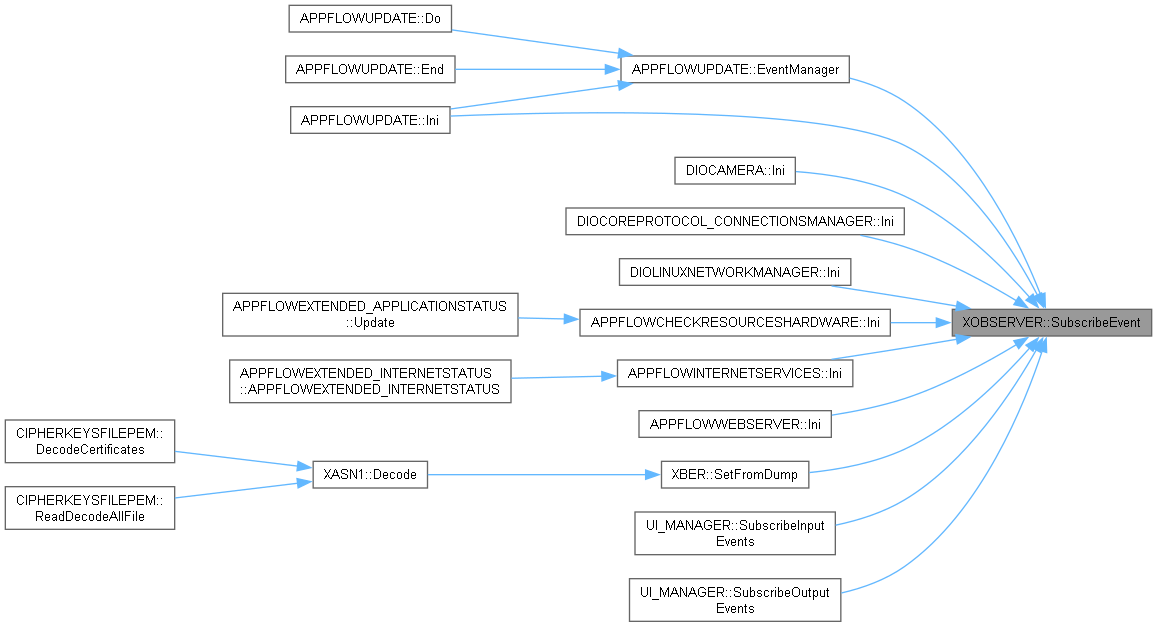 APPFLOWUPDATE::Do
APPFLOWUPDATE::End
APPFLOWUPDATE::EventManager
APPFLOWUPDATE::Ini
DIOCAMERA::Ini
DIOCOREPROTOCOL_CONNECTIONSMANAGER::Ini
DIOLINUXNETWORKMANAGER::Ini
APPFLOWEXTENDED_APPLICATIONSTATUS
::Update
APPFLOWCHECKRESOURCESHARDWARE::Ini
XOBSERVER::SubscribeEvent
APPFLOWEXTENDED_INTERNETSTATUS
::APPFLOWEXTENDED_INTERNETSTATUS
APPFLOWINTERNETSERVICES::Ini
APPFLOWWEBSERVER::Ini
CIPHERKEYSFILEPEM::
DecodeCertificates
XASN1::Decode
XBER::SetFromDump
CIPHERKEYSFILEPEM::
ReadDecodeAllFile
UI_MANAGER::SubscribeInput
Events
UI_MANAGER::SubscribeOutput
Events